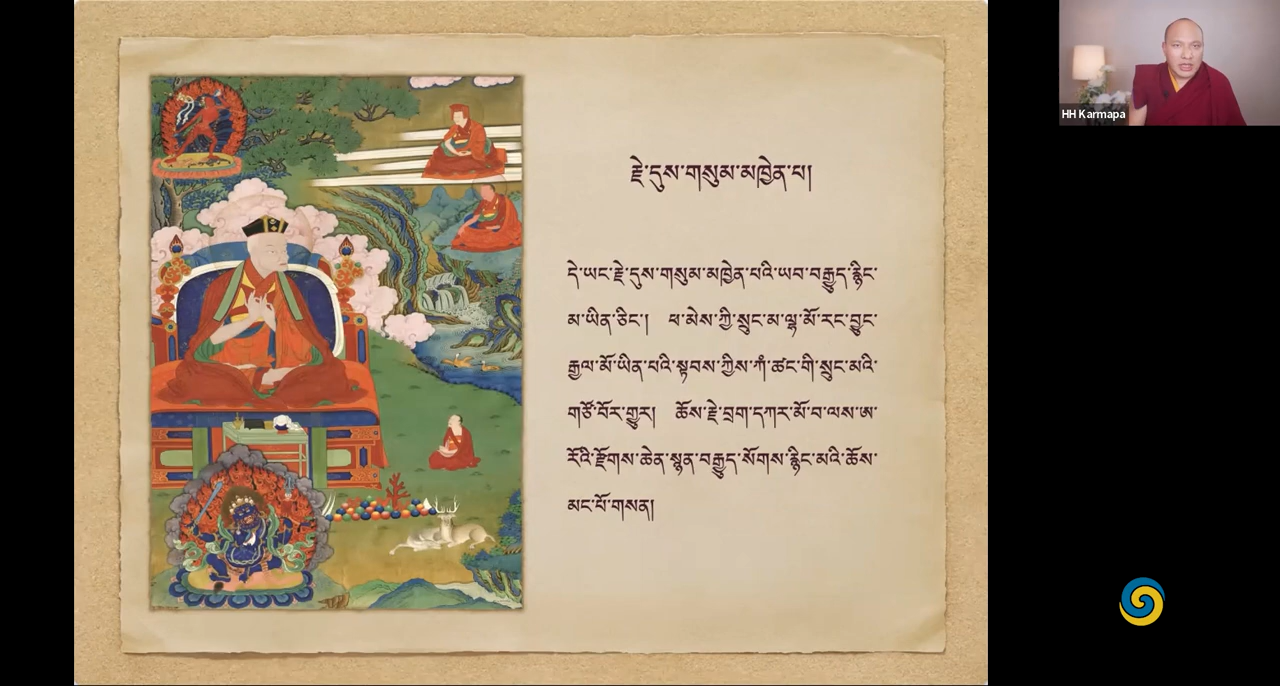 རྗེ་དུས་གསུམ་མཁྱེན་པ།
དེ་ཡང་རྗེ་དུས་གསུམ་མཁྱེན་པའི་ཡབ་བརྒྱུད་རྙིང་
མ་ཡིན་ཅིང་། ཕ་མེས་ཀྱི་སྲུང་མ་ལྷ་མོ་རང་བྱུང་
རྒྱལ་མོ་ཡིན་པའི་སྟབས་ཀྱིས་ཀཾ་ཚང་གི་སྲུང་མའི་
གཙོ་བོར་གྱུར། ཆོས་རྗེ་བྲག་དཀར་མོ་བ་ལས་ཨ་
རོའི་རྫོགས་ཆེན་སྙན་བརྒྱུད་སོགས་རྙིང་མའི་ཆོས་
མང་པོ་གསན།
HH Karmapa